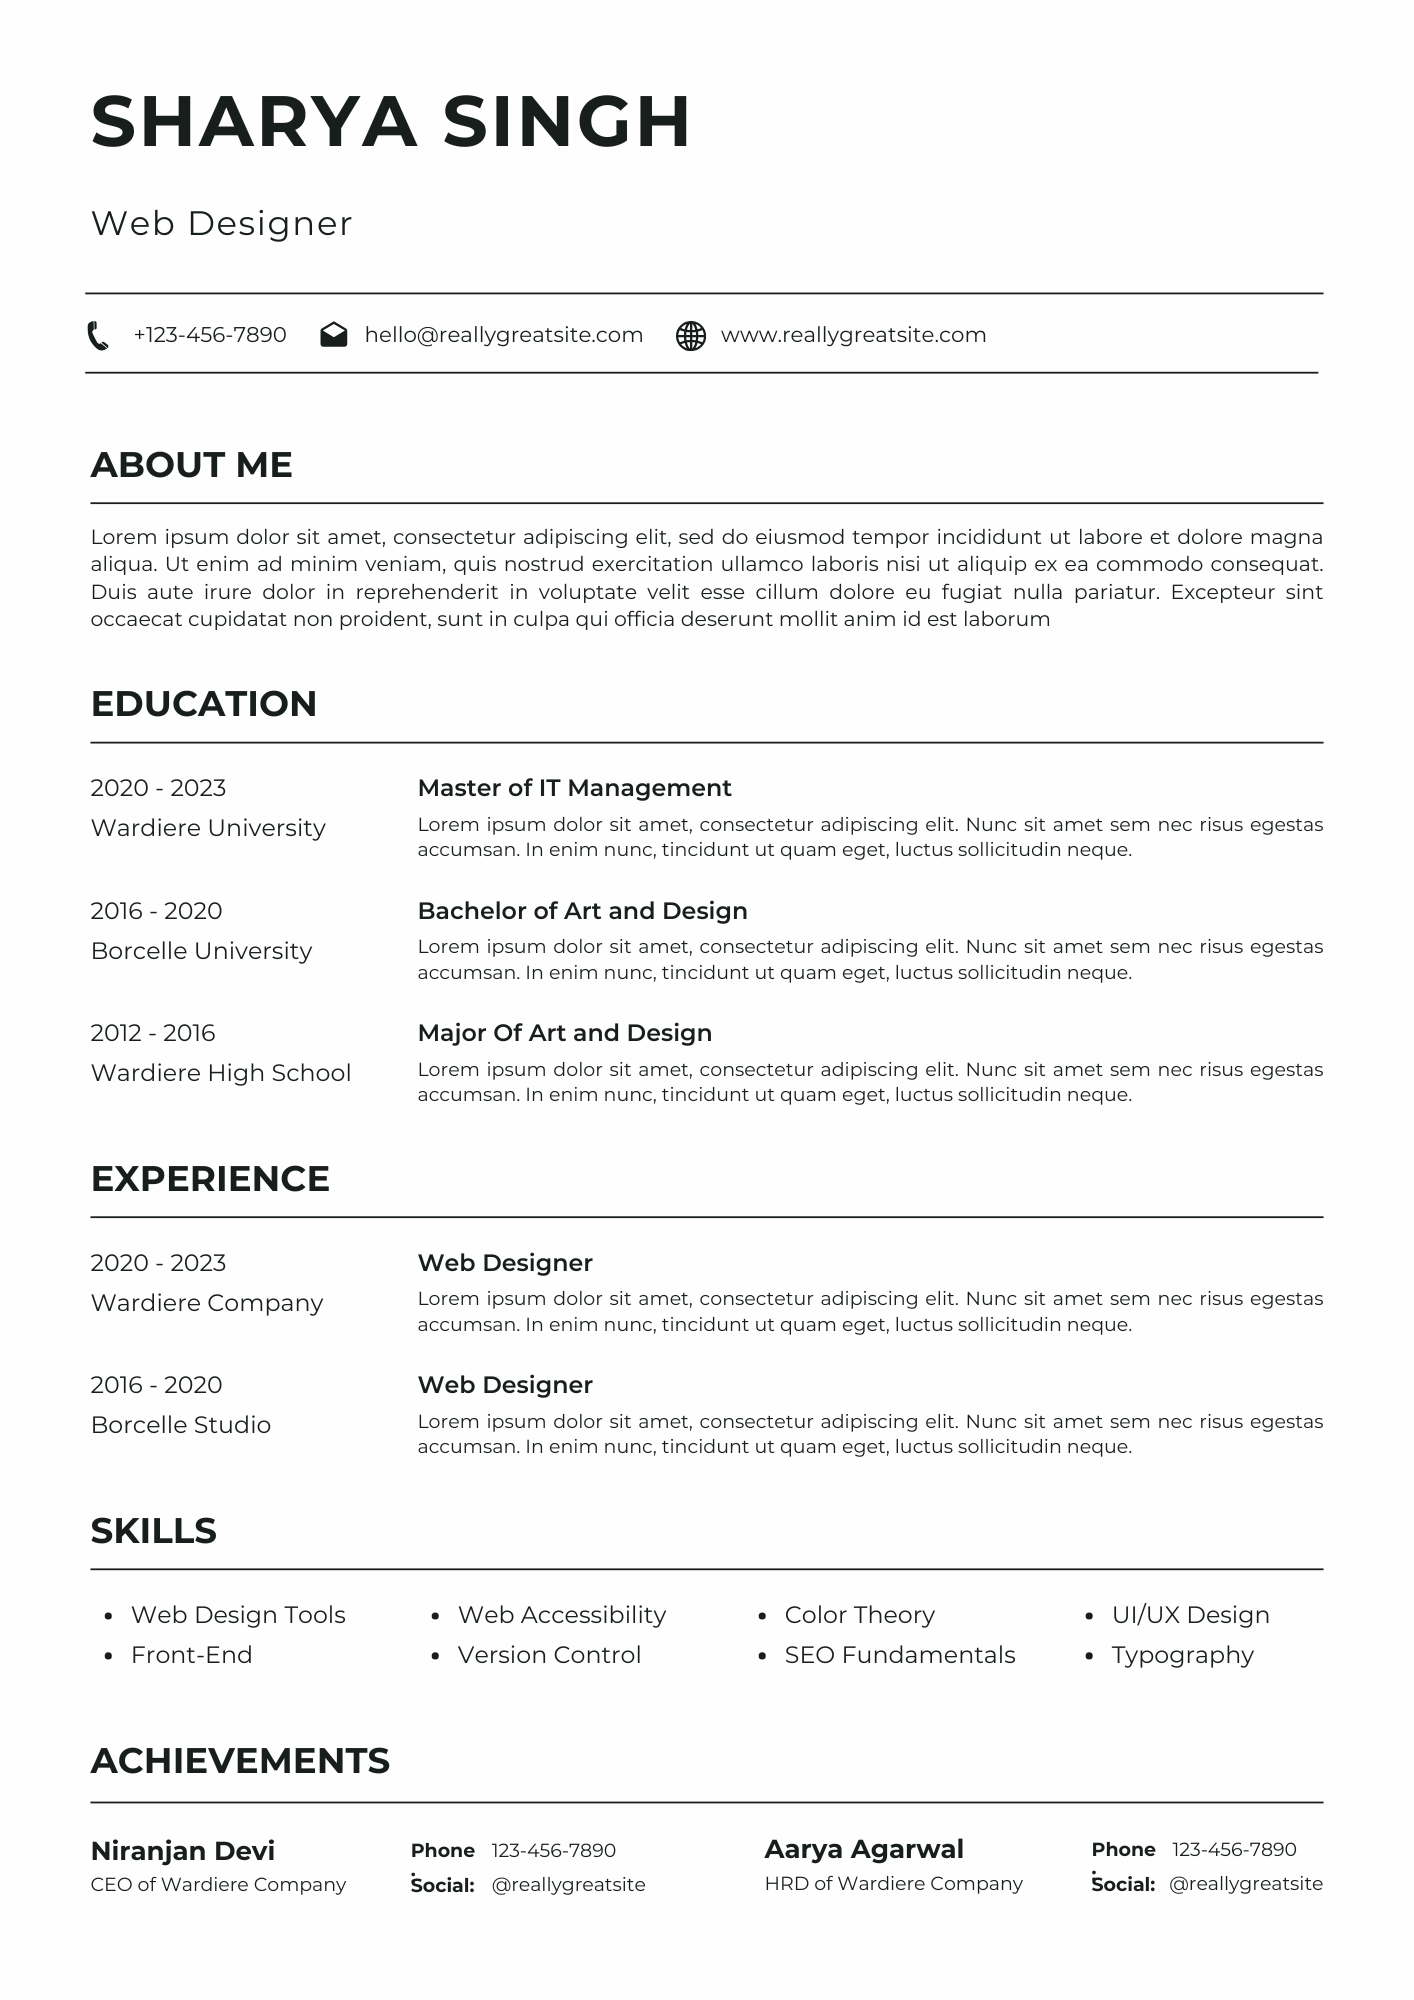 SHARYA SINGH
Web Designer
+123-456-7890 hello@reallygreatsite.com www.reallygreatsite.com
ABOUT ME
Lorem ipsum dolor sit amet, consectetur adipiscing elit, sed do eiusmod tempor incididunt ut labore et dolore magna
aliqua. Ut enim ad minim veniam, quis nostrud exercitation ullamco laboris nisi ut aliquip ex ea commodo consequat.
Duis aute irure dolor in reprehenderit in voluptate velit esse cillum dolore eu fugiat nulla pariatur. Excepteur sint
occaecat cupidatat non proident, sunt in culpa qui officia deserunt mollit anim id est laborum
EDUCATION
2020 - 2023
Wardiere University
Master of IT Management
Lorem ipsum dolor sit amet, consectetur adipiscing elit. Nunc sit amet sem nec risus egestas
accumsan. In enim nunc, tincidunt ut quam eget, luctus sollicitudin neque.
2016 - 2020
Borcelle University
Bachelor of Art and Design
Lorem ipsum dolor sit amet, consectetur adipiscing elit. Nunc sit amet sem nec risus egestas
accumsan. In enim nunc, tincidunt ut quam eget, luctus sollicitudin neque.
2012 - 2016
Wardiere High School
Major Of Art and Design
Lorem ipsum dolor sit amet, consectetur adipiscing elit. Nunc sit amet sem nec risus egestas
accumsan. In enim nunc, tincidunt ut quam eget, luctus sollicitudin neque.
EXPERIENCE
2020 - 2023
Wardiere Company
Web Designer
Lorem ipsum dolor sit amet, consectetur adipiscing elit. Nunc sit amet sem nec risus egestas
accumsan. In enim nunc, tincidunt ut quam eget, luctus sollicitudin neque.
2016 - 2020
Borcelle Studio
Web Designer
Lorem ipsum dolor sit amet, consectetur adipiscing elit. Nunc sit amet sem nec risus egestas
accumsan. In enim nunc, tincidunt ut quam eget, luctus sollicitudin neque.
SKILLS
• Web Design Tools
• Front-End
• Web Accessibility
• Version Control
• Color Theory
• SEO Fundamentals
• UI/UX Design
• Typography
ACHIEVEMENTS
Niranjan Devi
CEO of Wardiere Company
Phone : 123-456-7890
Social: @reallygreatsite
Aarya Agarwal
HRD of Wardiere Company
Phone : 123-456-7890
Social: @reallygreatsite